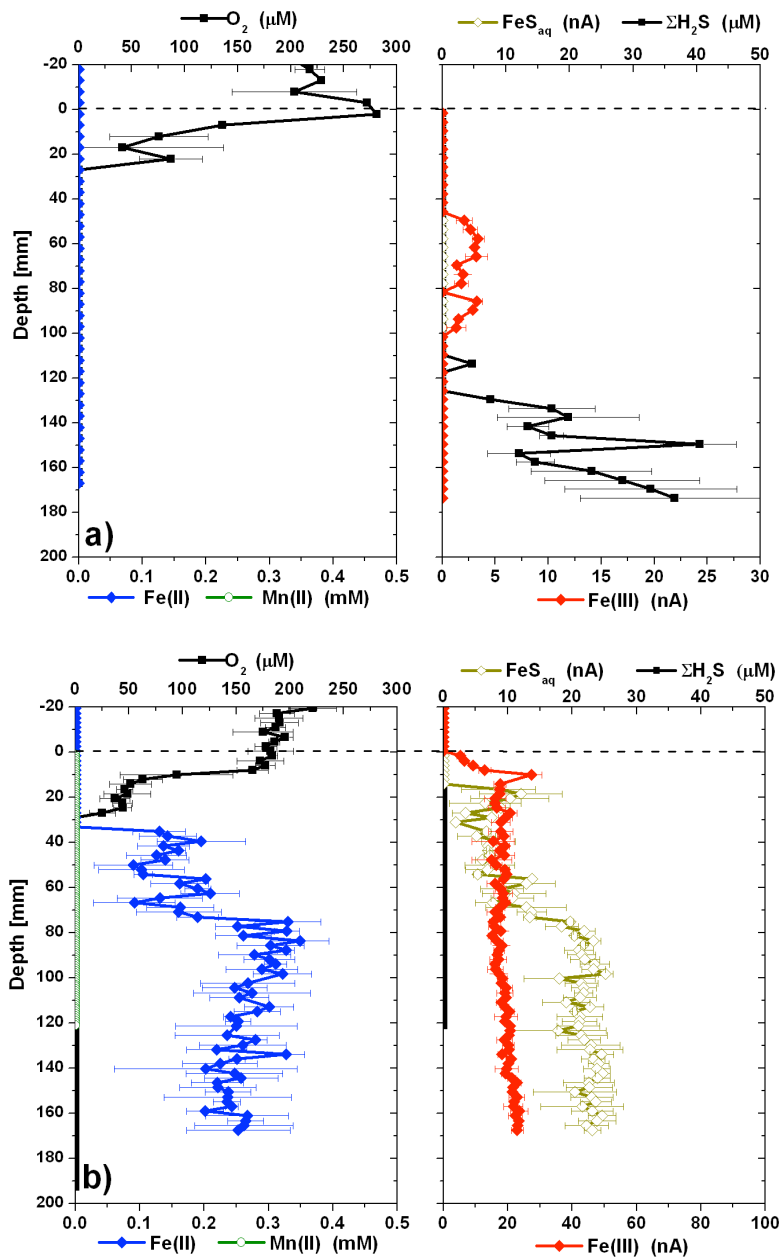 O2 (μM)
FeSaq (nA) ΣH2S (μM)
0 50 100 150 200 250 300
0 10 20 30 40 50
-20
0
20
40
60
80
100
120
140
160
180
200
Depth [mm]
a)
0.0 0.1 0.2 0.3 0.4 0.5
0 5 10 15 20 25 30
Fe(II) Mn(II) (mM)
Fe(III) (nA)
O2 (μM)
FeSaq (nA) ΣH2S (μM)
0 50 100 150 200 250 300
0 10 20 30 40 50
-20
0
20
40
60
80
100
120
140
160
180
200
Depth [mm]
b)
0.0 0.1 0.2 0.3 0.4 0.5
0 20 40 60 80 100
Fe(II) Mn(II) (mM)
Fe(III) (nA)